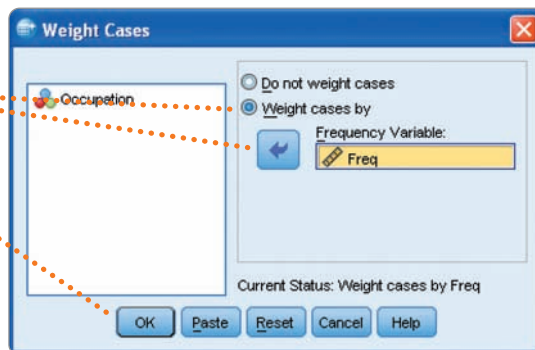 Weight Cases
Occupation
Do not weight cases
Weight cases by
Frequency Variable:
Freq
Current Status: Weight cases by Freq
OK Paste Reset Cancel Help